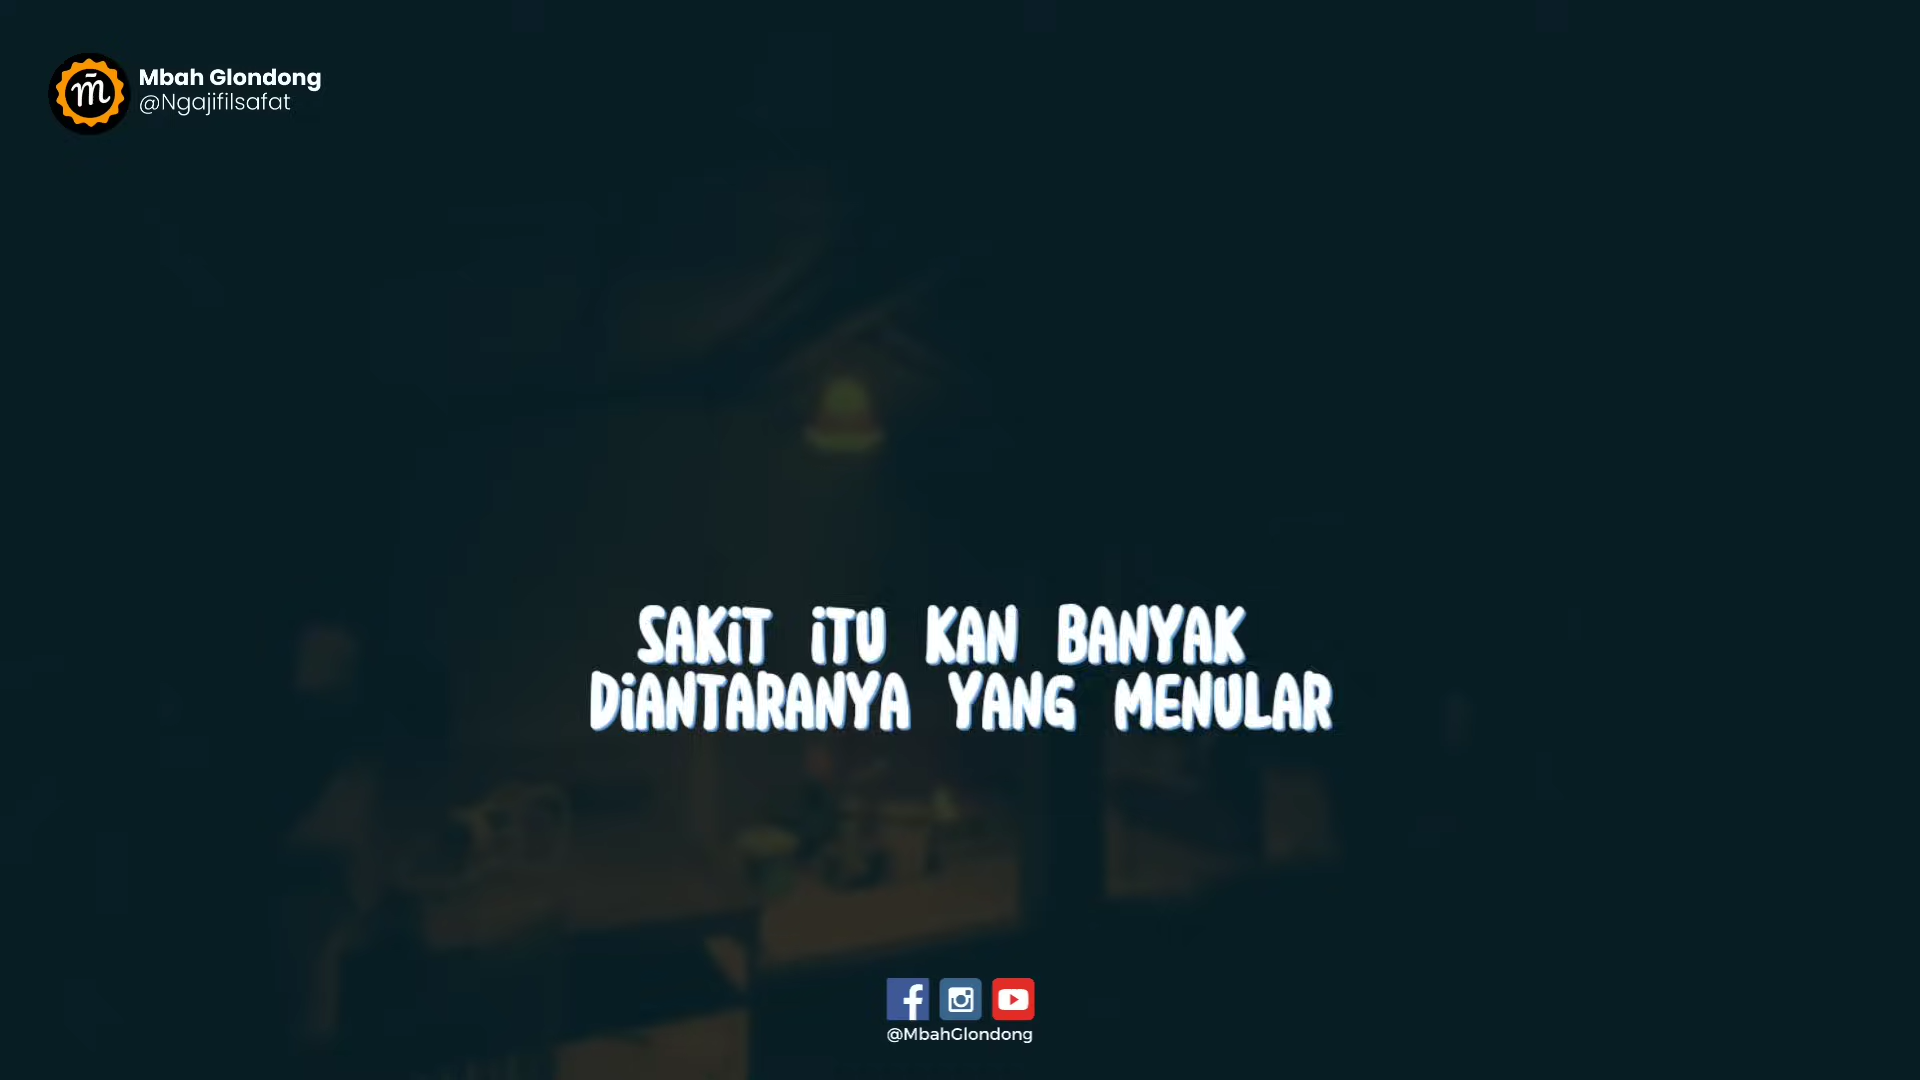 Mbah Glondong
@Ngajifilsafat
SAKiT iTU KAN BANYAK
DiANTARANYA YANG MENULAR
@MbahGlondong